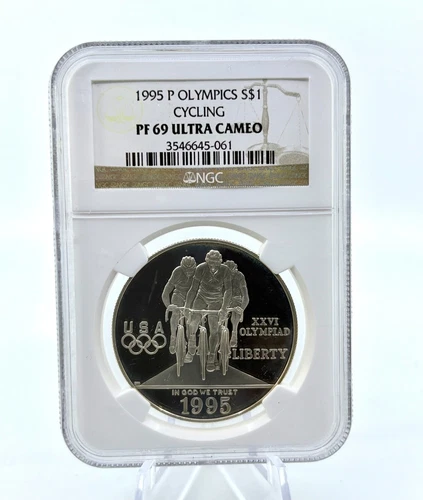 1995 P OLYMPICS S$1
CYCLING
PF 69 ULTRA CAMEO
3546645-061
NGC
USA
XXVI
OLYMPIAD
LIBERTY
IN GOD WE TRUST
1995